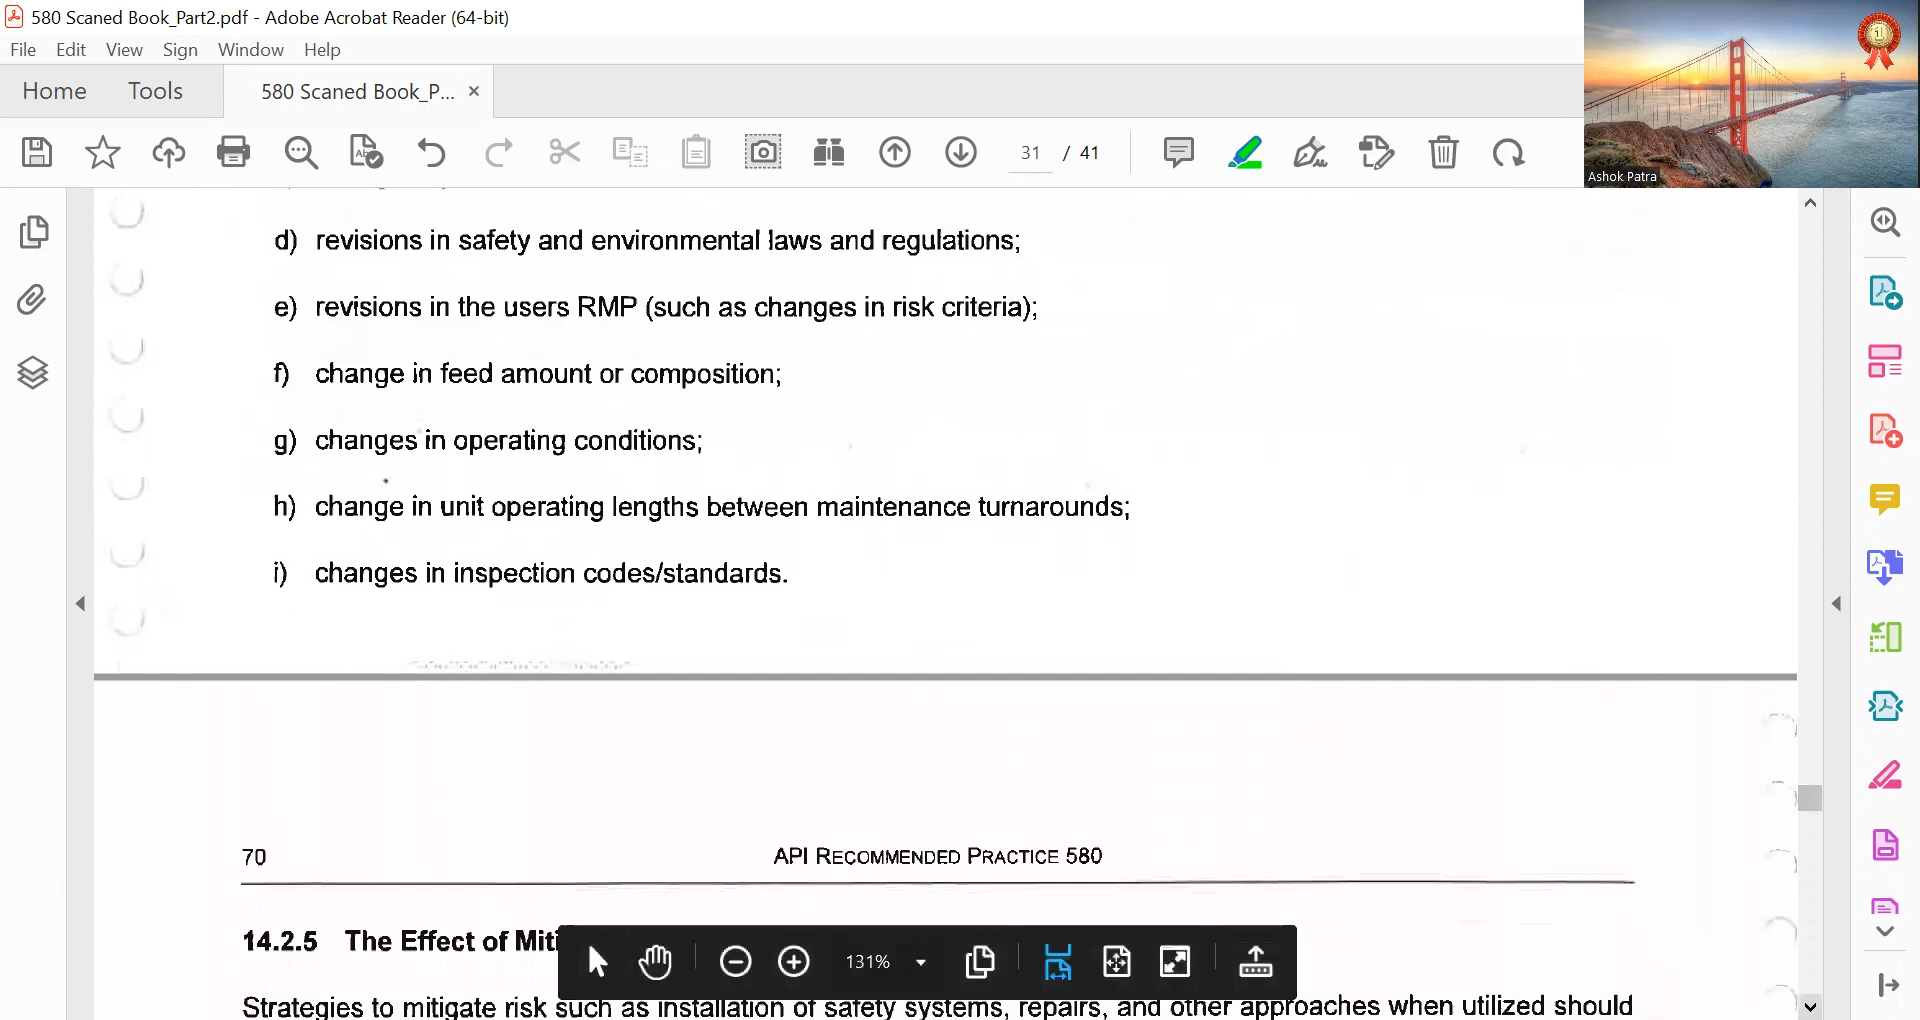 580 Scaned Book_Part2.pdf - Adobe Acrobat Reader (64-bit)
File Edit View Sign Window Help
Home Tools 580 Scaned Book_P... ×
31 / 41
1
Ashok Patra
d) revisions in safety and environmental laws and regulations;
e) revisions in the users RMP (such as changes in risk criteria);
f) change in feed amount or composition;
g) changes in operating conditions;
h) change in unit operating lengths between maintenance turnarounds;
i) changes in inspection codes/standards.
70 API RECOMMENDED PRACTICE 580
14.2.5 The Effect of Miti
131%
Strategies to mitigate risk such as installation of safety systems, repairs, and other approaches when utilized should